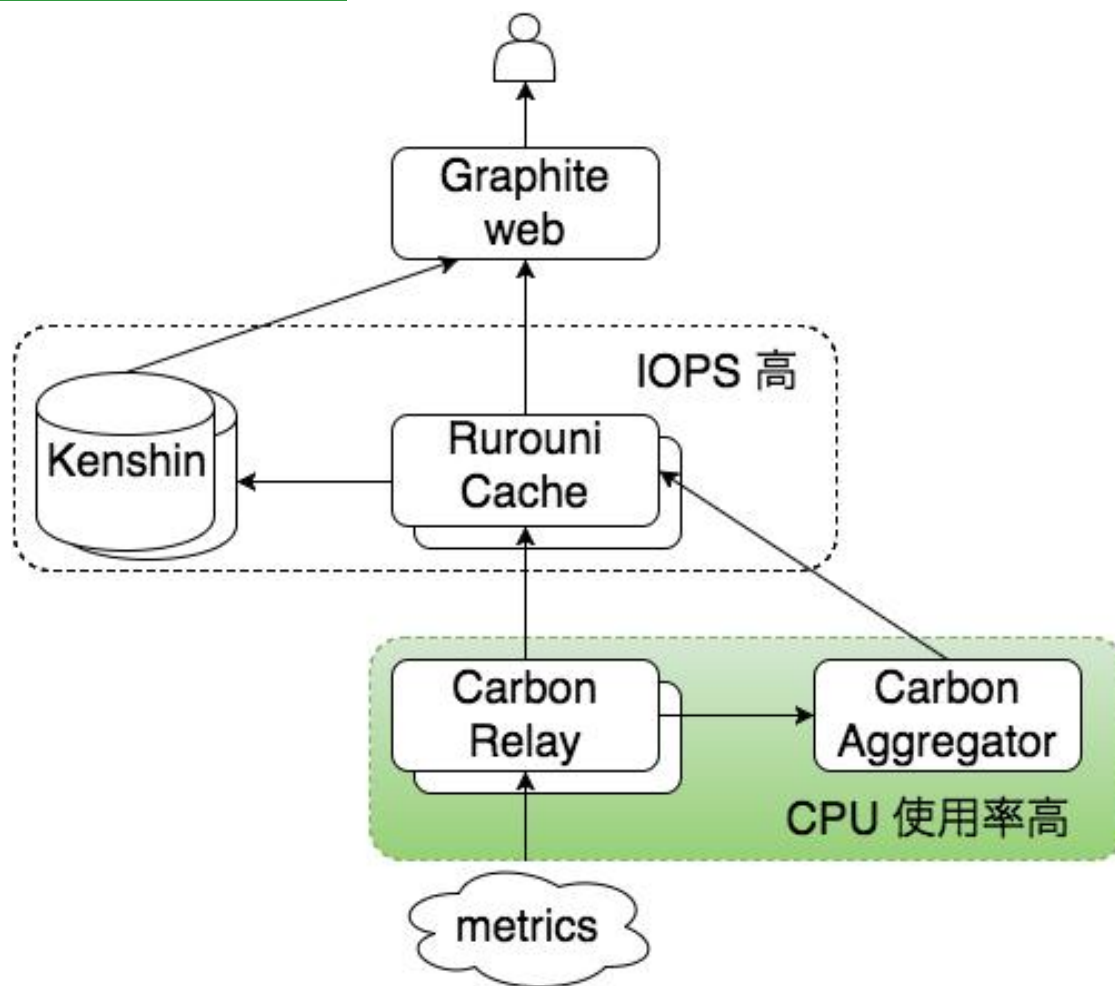 Graphite
web
IOPS 高
Kenshin
Rurouni
Cache
Carbon
Relay
Carbon
Aggregator
CPU 使用率高
metrics